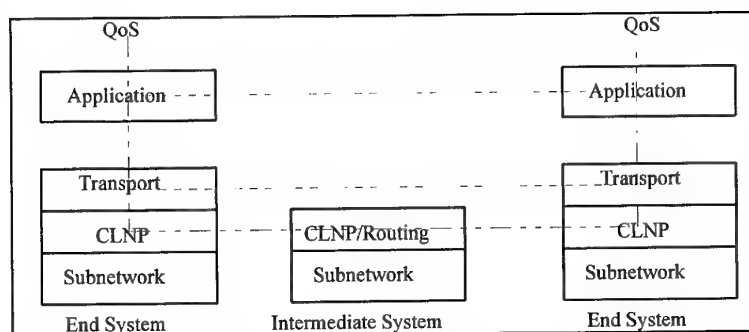 QoS QoS
Application Application
Transport Transport
CLNP CLNP/Routing CLNP
Subnetwork Subnetwork Subnetwork
End System Intermediate System End System